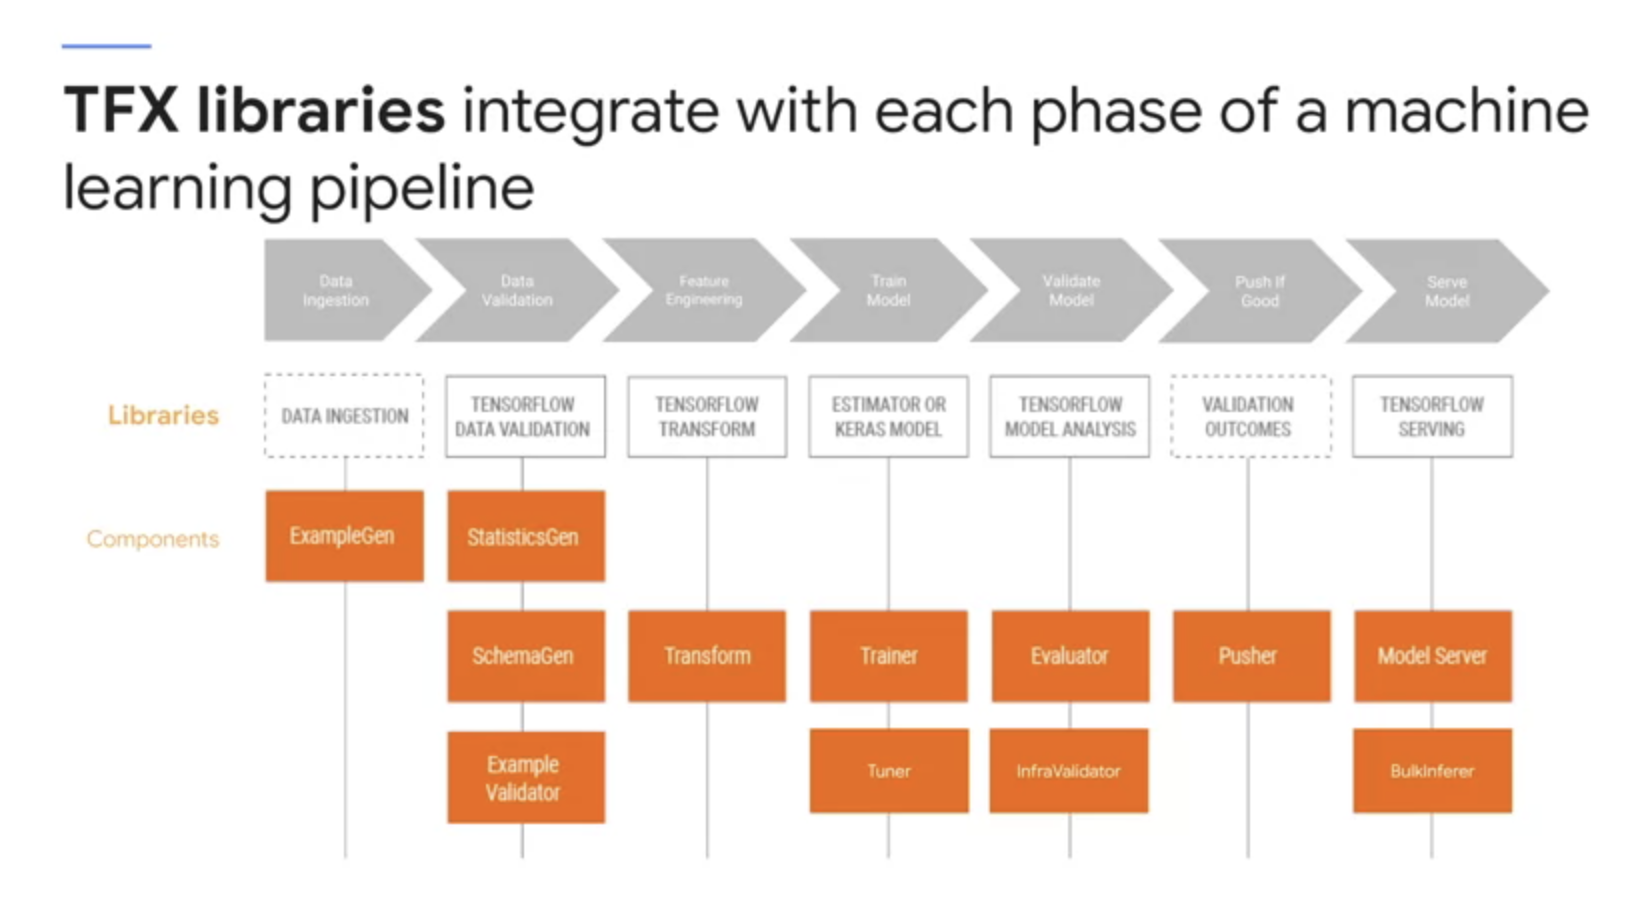 TFX libraries integrate with each phase of a machine
learning pipeline
Data
Ingestion
Data
Validation
Feature
Engineering
Train
Model
Validate
Model
Push If
Good
Serve
Model
Libraries
DATA INGESTION
TENSORFLOW
DATA VALIDATION
TENSORFLOW
TRANSFORM
ESTIMATOR OR
KERAS MODEL
TENSORFLOW
MODEL ANALYSIS
VALIDATION
OUTCOMES
TENSORFLOW
SERVING
Components
ExampleGen
StatisticsGen
SchemaGen
Transform
Trainer
Evaluator
Pusher
Model Server
Example
Validator
Tuner
InfraValidator
BulkInferer